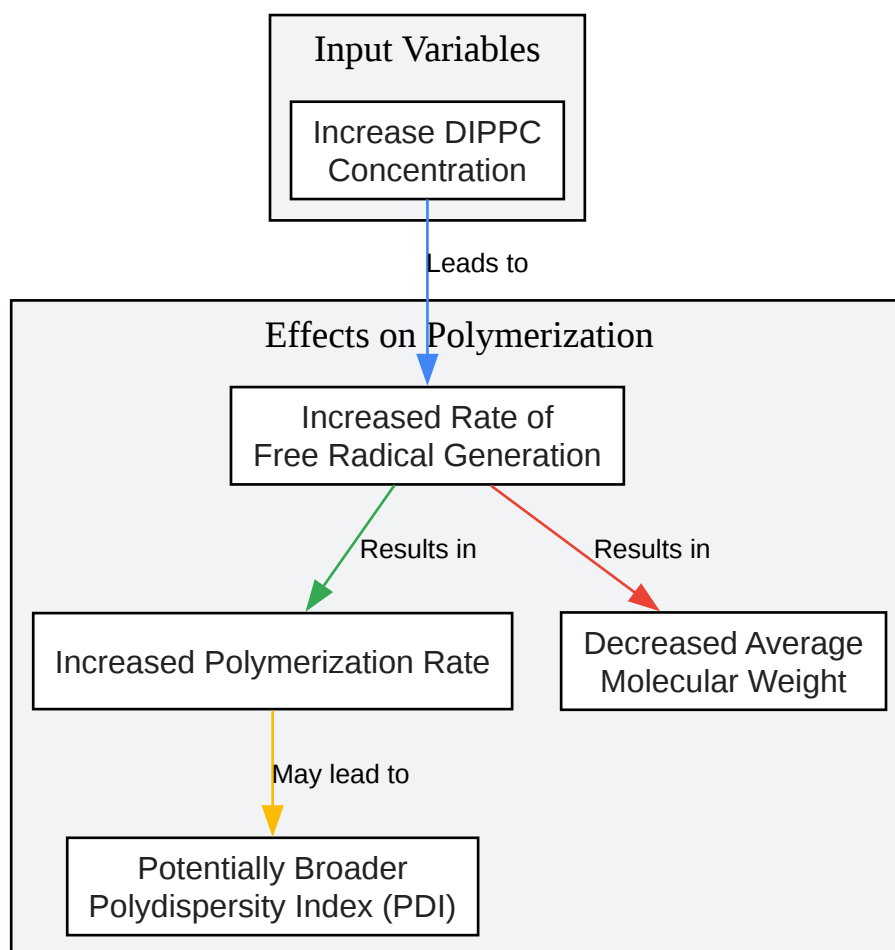 Input Variables
Increase DIPPC
Concentration
Leads to
Effects on Polymerization
Increased Rate of
Free Radical Generation
Results in
Results in
Increased Polymerization Rate
Decreased Average
Molecular Weight
May lead to
Potentially Broader
Polydispersity Index (PDI)